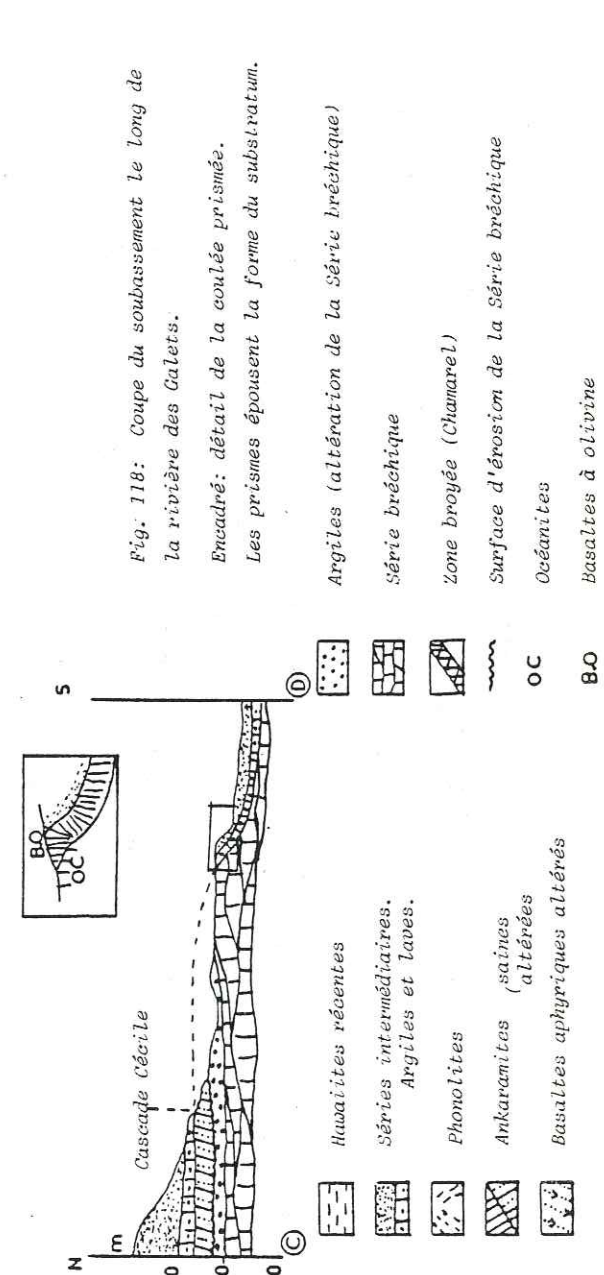 Fig. 118: Coupe du soubassement le long de
la rivière des Galets.
Encadré: détail de la coulée prismée.
Les prismes épousent la forme du substratum.
N
S
m
0
0
0
Cascade Cécile
B.O
OC
C
D
Hawaiites récentes
Séries intermédiaires.
Argiles et laves.
Phonolites
Ankaramites (saines
altérées
Basaltes aphyriques altérés
Argiles (altération de la Série bréchique)
Série bréchique
Zone broyée (Chamarel)
Surface d'érosion de la Série bréchique
OC Océanites
B.O Basaltes à olivine